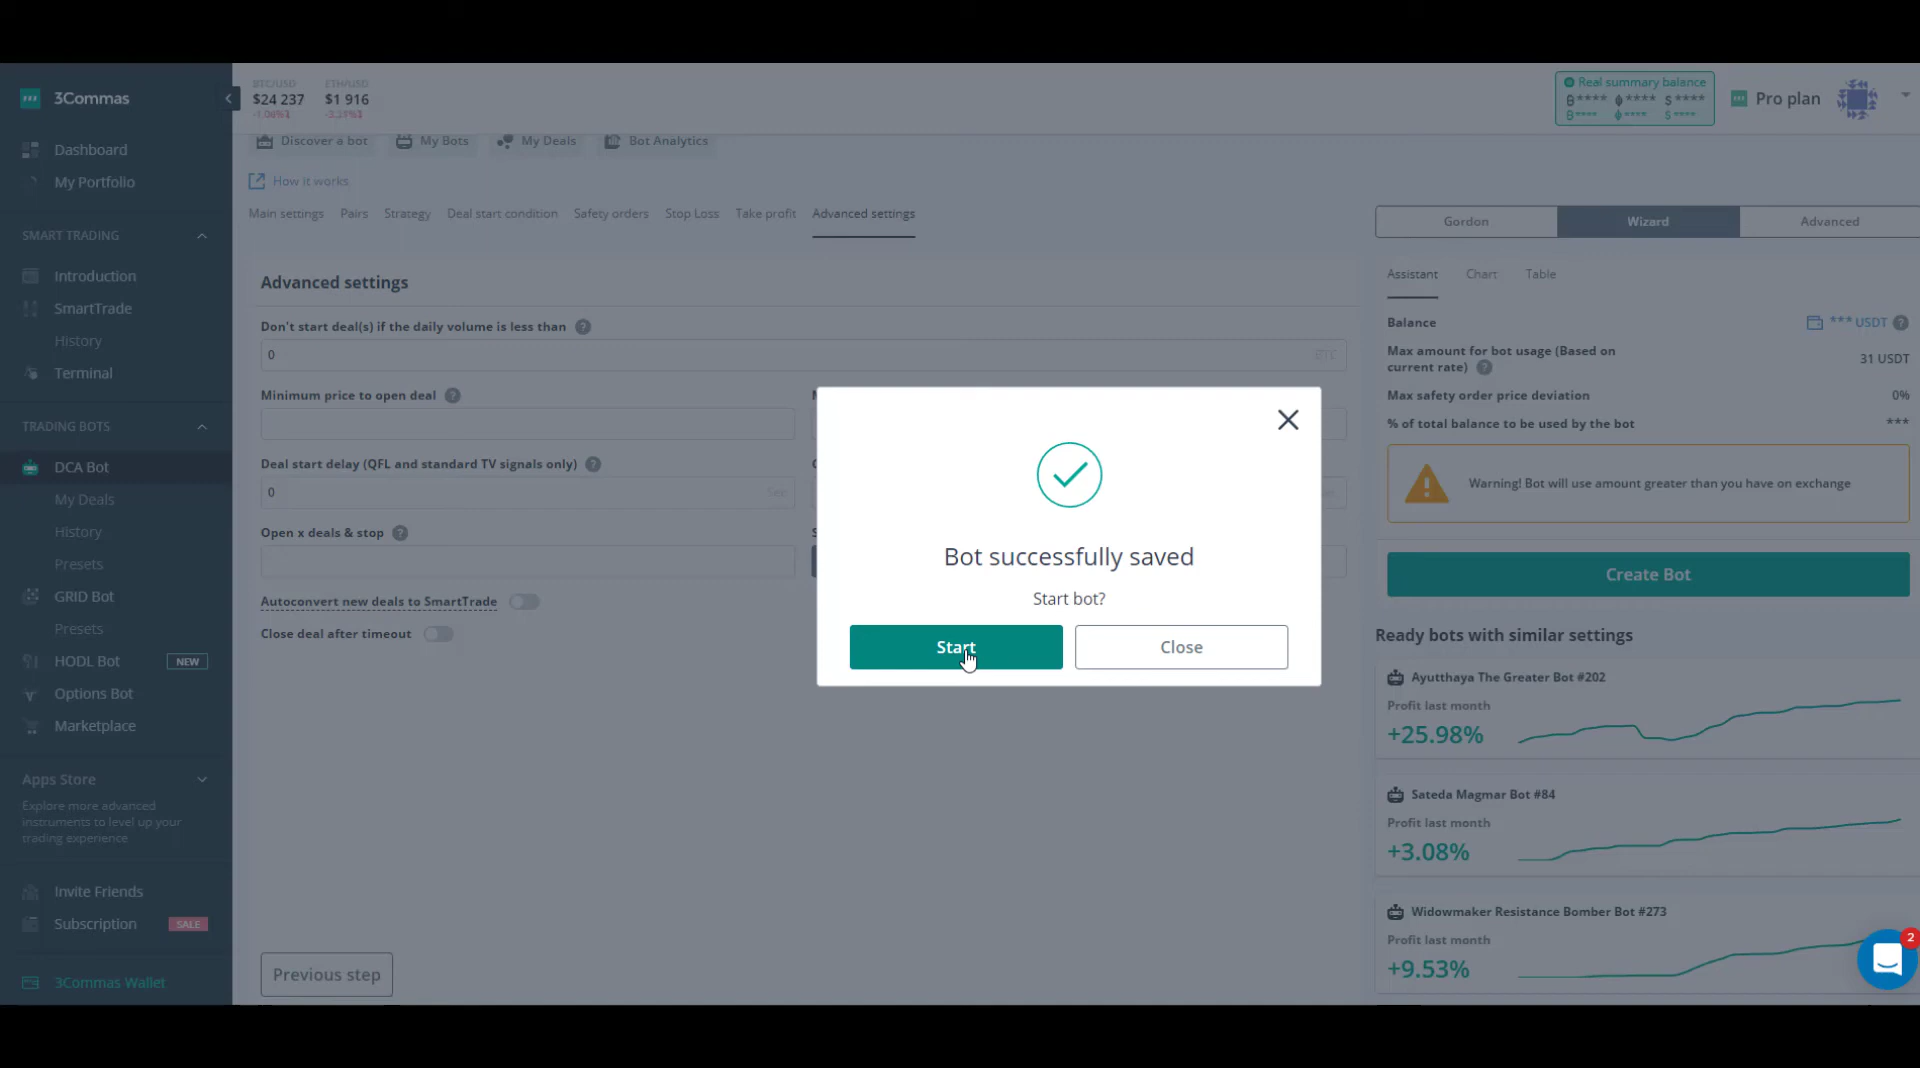 3Commas
BTC/USD
$24 237
-1.06%
ETH/USD
$1 916
Real summary balance
B**** **** S****
B**** **** S****
Pro plan
Dashboard
My Portfolio
SMART TRADING
Introduction
SmartTrade
History
Terminal
TRADING BOTS
DCA Bot
My Deals
History
Presets
GRID Bot
Presets
HODL Bot NEW
Options Bot
Marketplace
Apps Store
Explore more advanced
instruments to level up your
trading experience
Invite Friends
Subscription SALE
3Commas Wallet
Discover a bot My Bots My Deals Bot Analytics
How it works
Main settings Pairs Strategy Deal start condition Safety orders Stop Loss Take profit Advanced settings
Advanced settings
Don't start deal(s) if the daily volume is less than ?
0 BTC
Minimum price to open deal ?
Deal start delay (QFL and standard TV signals only) ?
0 Sec
Open x deals & stop ?
Autoconvert new deals to SmartTrade
Close deal after timeout
Previous step
Bot successfully saved
Start bot?
Start Close
Gordon Wizard Advanced
Assistant Chart Table
Balance *** USDT ?
Max amount for bot usage (Based on
current rate) ? 31 USDT
Max safety order price deviation 0%
% of total balance to be used by the bot ***
Warning! Bot will use amount greater than you have on exchange
Create Bot
Ready bots with similar settings
Ayutthaya The Greater Bot #202
Profit last month
+25.98%
Sateda Magmar Bot #84
Profit last month
+3.08%
Widowmaker Resistance Bomber Bot #273
Profit last month
+9.53%
2